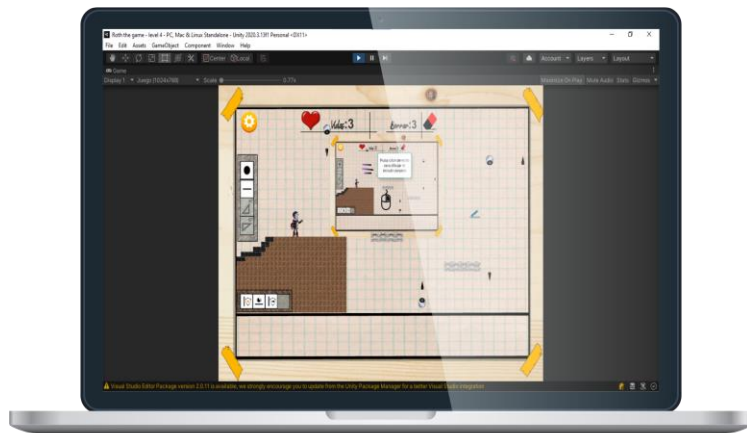 Roth the game - level 4 - PC, Mac & Linux Standalone - Unity 2020.3.13f1 Personal <DX11>
File Edit Assets GameObject Component Window Help
Center Local
Account Layers Layout
Game
Display 1 Juego (1024x768) Scale 0.77x Maximize On Play Mute Audio Stats Gizmos
Vidas:3 Borrar:3
Visual Studio Editor Package version 2.0.11 is available, we strongly encourage you to update from the Unity Package Manager for a better Visual Studio integration